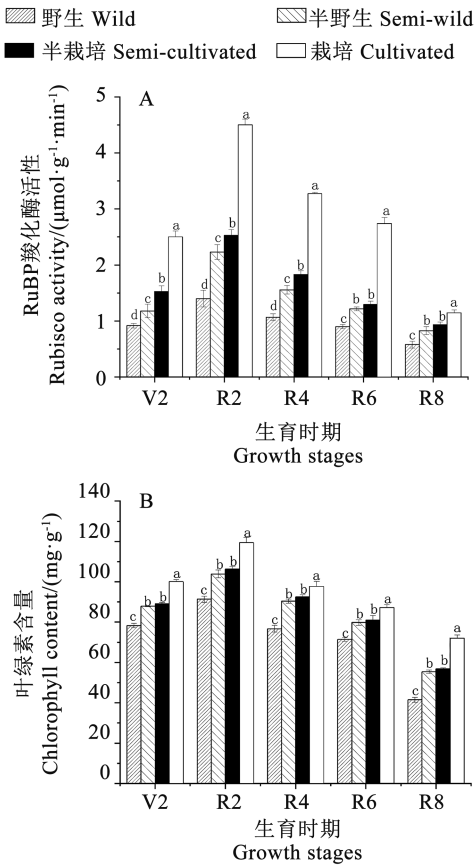 野生 Wild
半野生 Semi-wild
半栽培 Semi-cultivated
栽培 Cultivated
A
RuBP羧化酶活性
Rubisco activity/(μmol·g⁻¹·min⁻¹)
5
4
3
2
1
0
d
c
b
a
d
c
b
a
d
c
b
a
c
b
b
a
c
b
b
a
V2
R2
R4
R6
R8
生育时期
Growth stages
B
叶绿素含量
Chlorophyll content/(mg·g⁻¹)
140
120
100
80
60
40
20
0
c
b
b
a
c
b
b
a
c
b
b
a
c
b
b
a
c
b
b
a
V2
R2
R4
R6
R8
生育时期
Growth stages